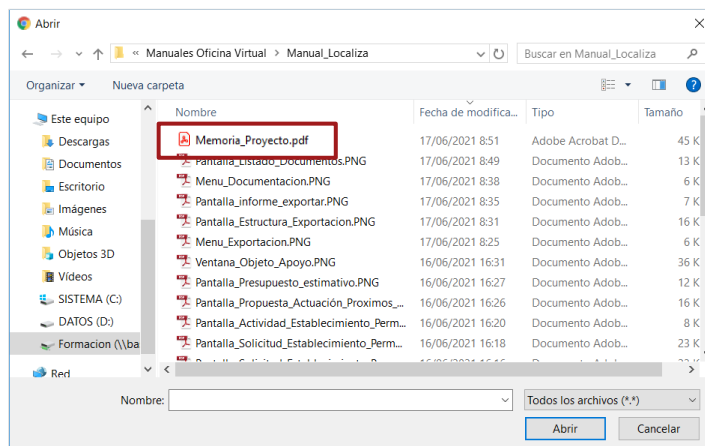 Abrir
« Manuales Oficina Virtual > Manual_Localiza
Buscar en Manual_Localiza
Organizar
Nueva carpeta
?
Este equipo
Descargas
Documentos
Escritorio
Imágenes
Música
Objetos 3D
Vídeos
SISTEMA (C:)
DATOS (D:)
Formacion (\\ba
Red
Nombre Fecha de modifica... Tipo Tamaño
Memoria_Proyecto.pdf 17/06/2021 8:51 Adobe Acrobat D... 45 K
Pantalla_Listado_Documentos.PNG 17/06/2021 8:49 Documento Adob... 13 K
Menu_Documentacion.PNG 17/06/2021 8:38 Documento Adob... 6 K
Pantalla_informe_exportar.PNG 17/06/2021 8:35 Documento Adob... 7 K
Pantalla_Estructura_Exportacion.PNG 17/06/2021 8:31 Documento Adob... 16 K
Menu_Exportacion.PNG 17/06/2021 8:25 Documento Adob... 6 K
Ventana_Objeto_Apoyo.PNG 16/06/2021 16:31 Documento Adob... 36 K
Pantalla_Presupuesto_estimativo.PNG 16/06/2021 16:27 Documento Adob... 12 K
Pantalla_Propuesta_Actuación_Proximos_... 16/06/2021 16:26 Documento Adob... 16 K
Pantalla_Actividad_Establecimiento_Perm... 16/06/2021 16:20 Documento Adob... 8 K
Pantalla_Solicitud_Establecimiento_Perm... 16/06/2021 16:18 Documento Adob... 23 K
Nombre:
Todos los archivos (*.*)
Abrir
Cancelar